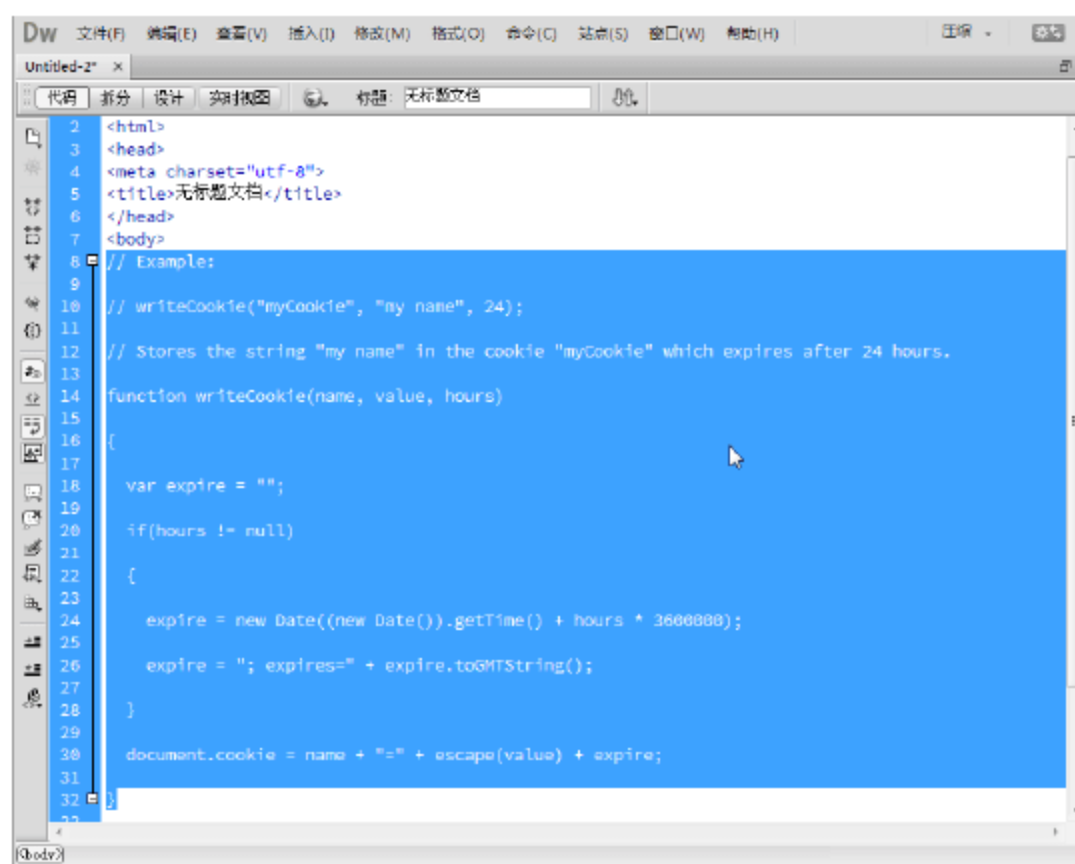 Dw 文件(F) 编辑(E) 查看(V) 插入(I) 修改(M) 格式(O) 命令(C) 站点(S) 窗口(W) 帮助(H) 压缩
Untitled-2* ×
代码 拆分 设计 实时视图 标题: 无标题文档
2 <html>
3 <head>
4 <meta charset="utf-8">
5 <title>无标题文档</title>
6 </head>
7 <body>
8 // Example:
9
10 // writeCookie("myCookie", "my name", 24);
11
12 // Stores the string "my name" in the cookie "myCookie" which expires after 24 hours.
13
14 function writeCookie(name, value, hours)
15
16 {
17
18 var expire = "";
19
20 if(hours != null)
21
22 {
23
24 expire = new Date((new Date()).getTime() + hours * 3600000);
25
26 expire = "; expires=" + expire.toGMTString();
27
28 }
29
30 document.cookie = name + "=" + escape(value) + expire;
31
32 }
<body>